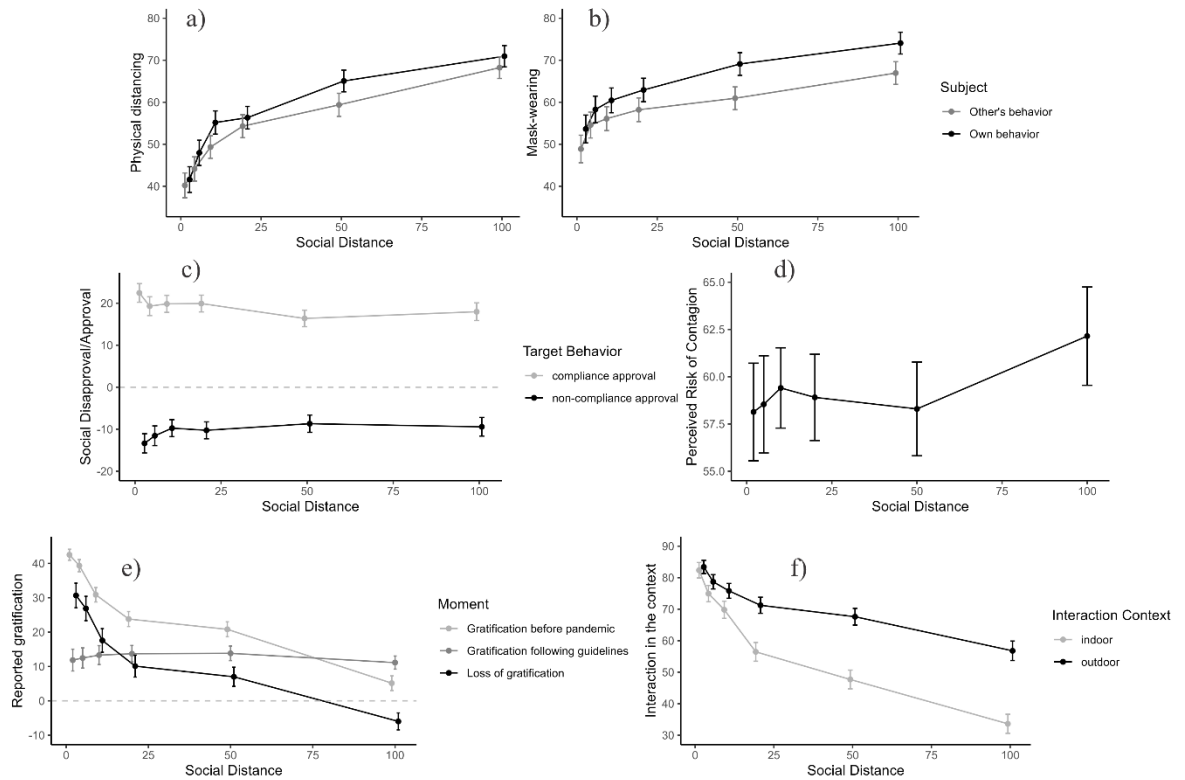 a)
80
70
60
50
40
Physical distancing
0
25
50
75
100
Social Distance
b)
80
70
60
50
40
Mask-wearing
0
25
50
75
100
Social Distance
Subject
Other's behavior
Own behavior
c)
20
10
0
-10
-20
Social Disapproval/Approval
0
25
50
75
100
Social Distance
Target Behavior
compliance approval
non-compliance approval
d)
65.0
62.5
60.0
57.5
55.0
Perceived Risk of Contagion
0
25
50
75
100
Social Distance
e)
40
30
20
10
0
-10
Reported gratification
0
25
50
75
100
Social Distance
Moment
Gratification before pandemic
Gratification following guidelines
Loss of gratification
f)
90
80
70
60
50
40
30
Interaction in the context
0
25
50
75
100
Social Distance
Interaction Context
indoor
outdoor